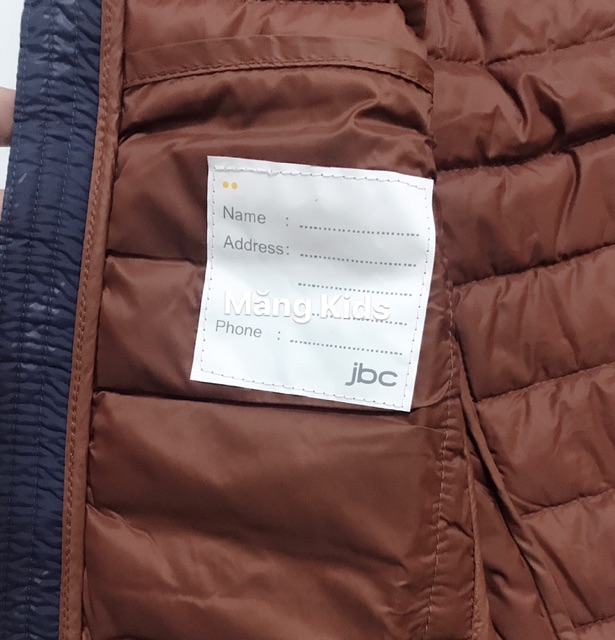 Name :
Address:
Măng Kids
Phone :
jbc